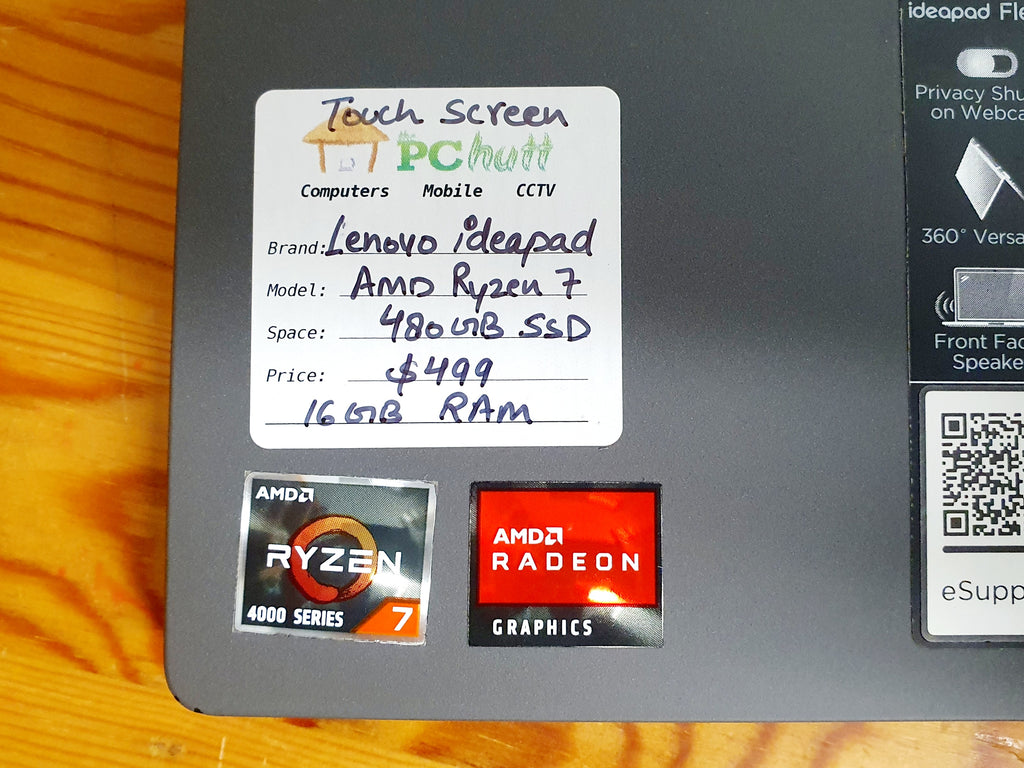 Touch Screen
PC hutt
Computers Mobile CCTV
Brand: Lenovo ideapad
Model: AMD Ryzen 7
Space: 480GB SSD
Price: $499
16GB RAM
AMD
RYZEN
4000 SERIES 7
AMD
RADEON
GRAPHICS
ideapad Fle
Privacy Shu
on Webca
360° Versa
Front Fac
Speake
eSupp